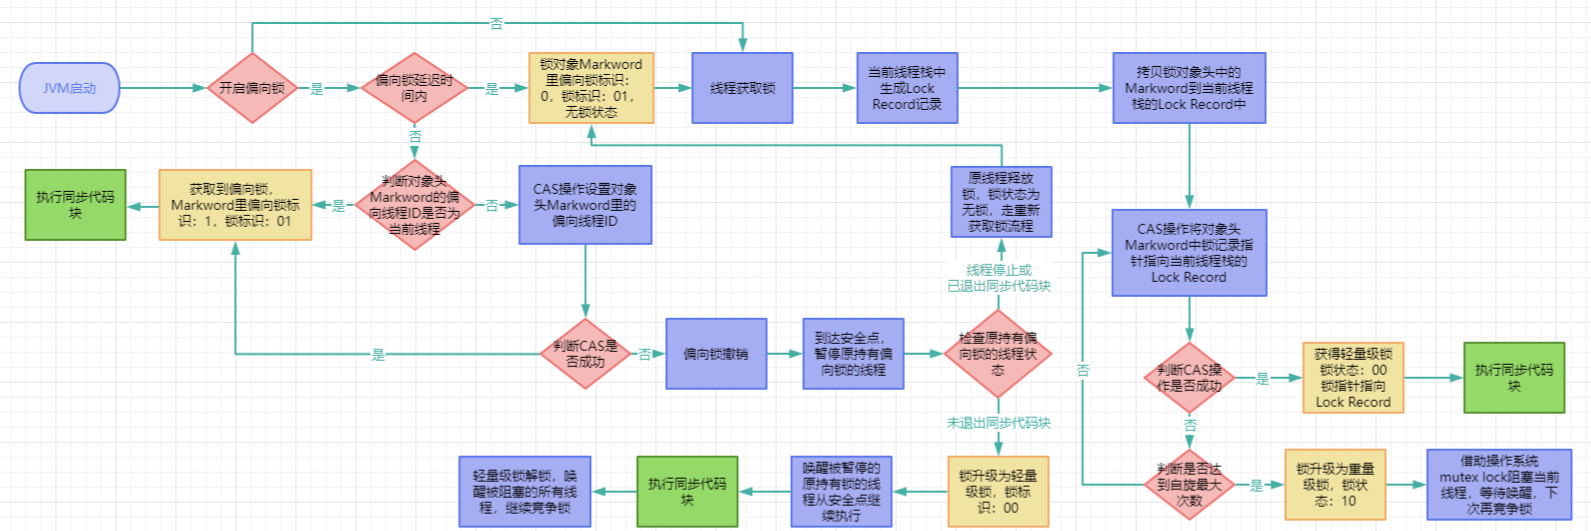 否
JVM启动
开启偏向锁
是
偏向锁延迟时
间内
是
锁对象Markword
里偏向锁标识：
0，锁标识：01，
无锁状态
线程获取锁
当前线程栈中
生成Lock
Record记录
拷贝锁对象头中的
Markword到当前线程
栈的Lock Record中
否
执行同步代码
块
获取到偏向锁，
Markword里偏向锁标
识：1，锁标识：01
是
判断对象头
Markword的偏
向线程ID是否为
当前线程
否
CAS操作设置对象
头Markword里的
偏向线程ID
原线程释放
锁，锁状态为
无锁，走重新
获取锁流程
CAS操作将对象头
Markword中锁记录指
针指向当前线程栈的
Lock Record
线程停止或
已退出同步代码块
是
判断CAS是
否成功
否
偏向锁撤销
到达安全点，
暂停原持有偏
向锁的线程
检查原持有偏
向锁的线程状
态
否
判断CAS操
作是否成功
是
获得轻量级锁
锁状态：00
锁指针指向
Lock Record
执行同步代码
块
未退出同步代码块
否
轻量级锁解锁，唤
醒被阻塞的所有线
程，继续竞争锁
执行同步代码
块
唤醒被暂停的
原持有锁的线
程从安全点继
续执行
锁升级为轻量
级锁，锁标
识：00
判断是否达
到自旋最大
次数
是
锁升级为重量
级锁，锁状
态：10
借助操作系统
mutex lock阻塞当前
线程，等待唤醒，下
次再竞争锁